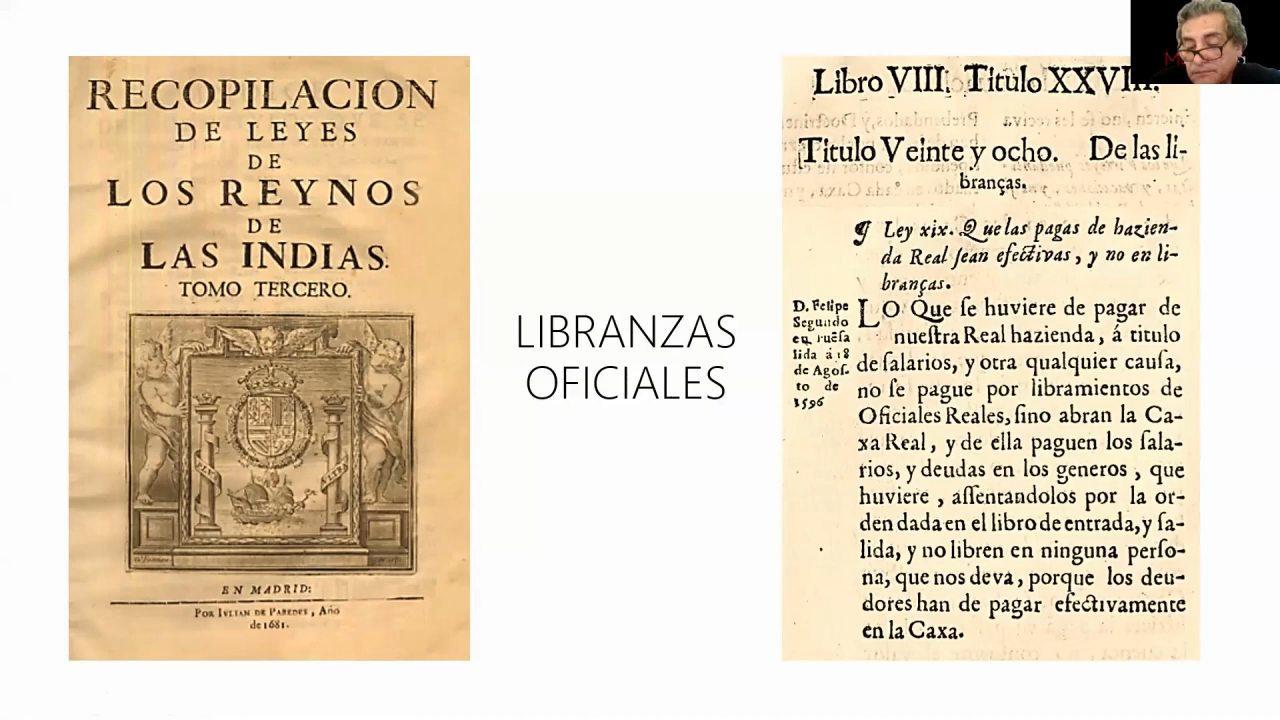 RECOPILACION
DE LEYES
DE
LOS REYNOS
DE
LAS INDIAS.
TOMO TERCERO.
EN MADRID:
POR IVLIAN DE PAREDES, Año
de 1681.
LIBRANZAS
OFICIALES
Libro VIII. Titulo XXVIII.
Titulo Veinte y ocho. De las li-
branças.
¶ Ley xix. Que las pagas de hazien-
da Real ſean efectivas, y no en li-
branças.
D. Felipe
Segundo
en
lida á 18
de Agoſ-
to de
1596
LO Que ſe huviere de pagar de
nueſtra Real hazienda, á titulo
de ſalarios, y otra qualquier cauſa,
no ſe pague por libramientos de
Oficiales Reales, ſino abran la Ca-
xa Real, y de ella paguen los ſala-
rios, y deudas en los generos, que
huviere, aſſentandolos por la or-
den dada en el libro de entrada, y ſa-
lida, y no libren en ninguna perſo-
na, que nos deva, porque los deu-
dores han de pagar efectivamente
en la Caxa.